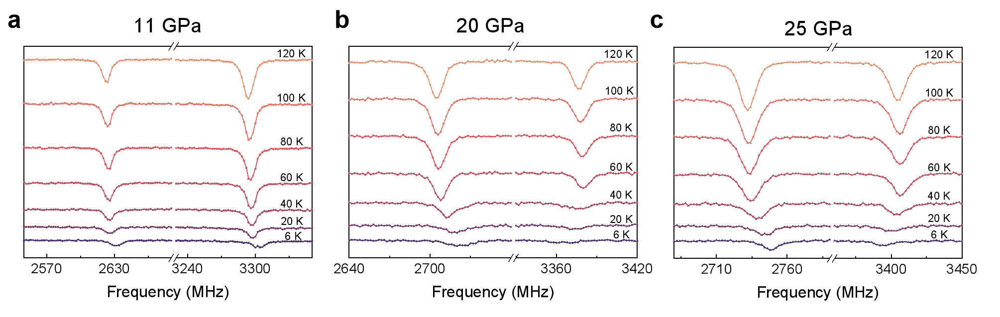 a
11 GPa
120 K
100 K
80 K
60 K
40 K
20 K
6 K
2570 2630 3240 3300
Frequency (MHz)
b
20 GPa
120 K
100 K
80 K
60 K
40 K
20 K
6 K
2640 2700 3360 3420
Frequency (MHz)
c
25 GPa
120 K
100 K
80 K
60 K
40 K
20 K
6 K
2710 2760 3400 3450
Frequency (MHz)